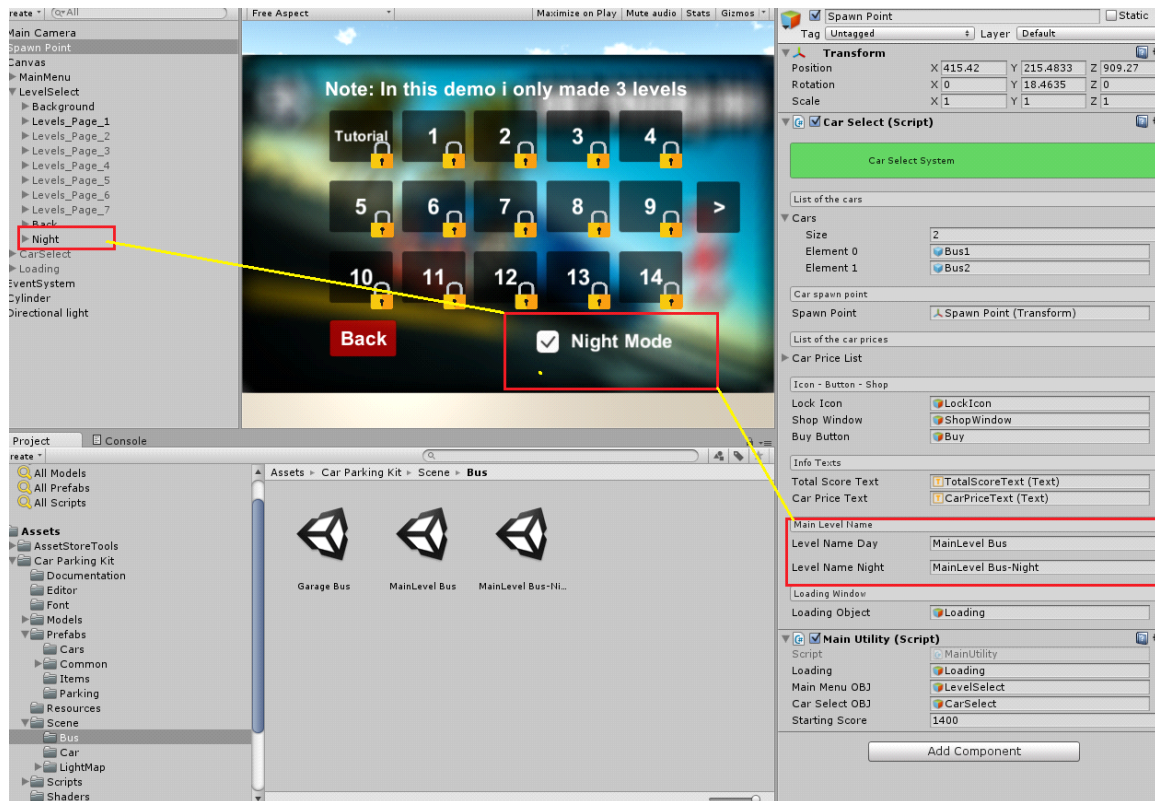 reate
All
Main Camera
Spawn Point
Canvas
MainMenu
LevelSelect
Background
Levels_Page_1
Levels_Page_2
Levels_Page_3
Levels_Page_4
Levels_Page_5
Levels_Page_6
Levels_Page_7
Back
Night
CarSelect
Loading
EventSystem
Cylinder
Directional light
Free Aspect
Maximize on Play Mute audio Stats Gizmos
Note: In this demo i only made 3 levels
Tutorial 1 2 3 4
5 6 7 8 9 >
10 11 12 13 14
Back
Night Mode
Spawn Point Static
Tag Untagged Layer Default
Transform
Position X 415.42 Y 215.4833 Z 909.27
Rotation X 0 Y 18.4635 Z 0
Scale X 1 Y 1 Z 1
Car Select (Script)
Car Select System
List of the cars
Cars
Size 2
Element 0 Bus1
Element 1 Bus2
Car spawn point
Spawn Point Spawn Point (Transform)
List of the car prices
Car Price List
Icon - Button - Shop
Lock Icon LockIcon
Shop Window ShopWindow
Buy Button Buy
Info Texts
Total Score Text TotalScoreText (Text)
Car Price Text CarPriceText (Text)
Main Level Name
Level Name Day MainLevel Bus
Level Name Night MainLevel Bus-Night
Loading Window
Loading Object Loading
Main Utility (Script)
Script MainUtility
Loading Loading
Main Menu OBJ LevelSelect
Car Select OBJ CarSelect
Starting Score 1400
Add Component
Project Console
reate
All Models
All Prefabs
All Scripts
Assets
AssetStoreTools
Car Parking Kit
Documentation
Editor
Font
Models
Prefabs
Cars
Common
Items
Parking
Resources
Scene
Bus
Car
LightMap
Scripts
Shaders
Assets Car Parking Kit Scene Bus
Garage Bus MainLevel Bus MainLevel Bus-Ni...